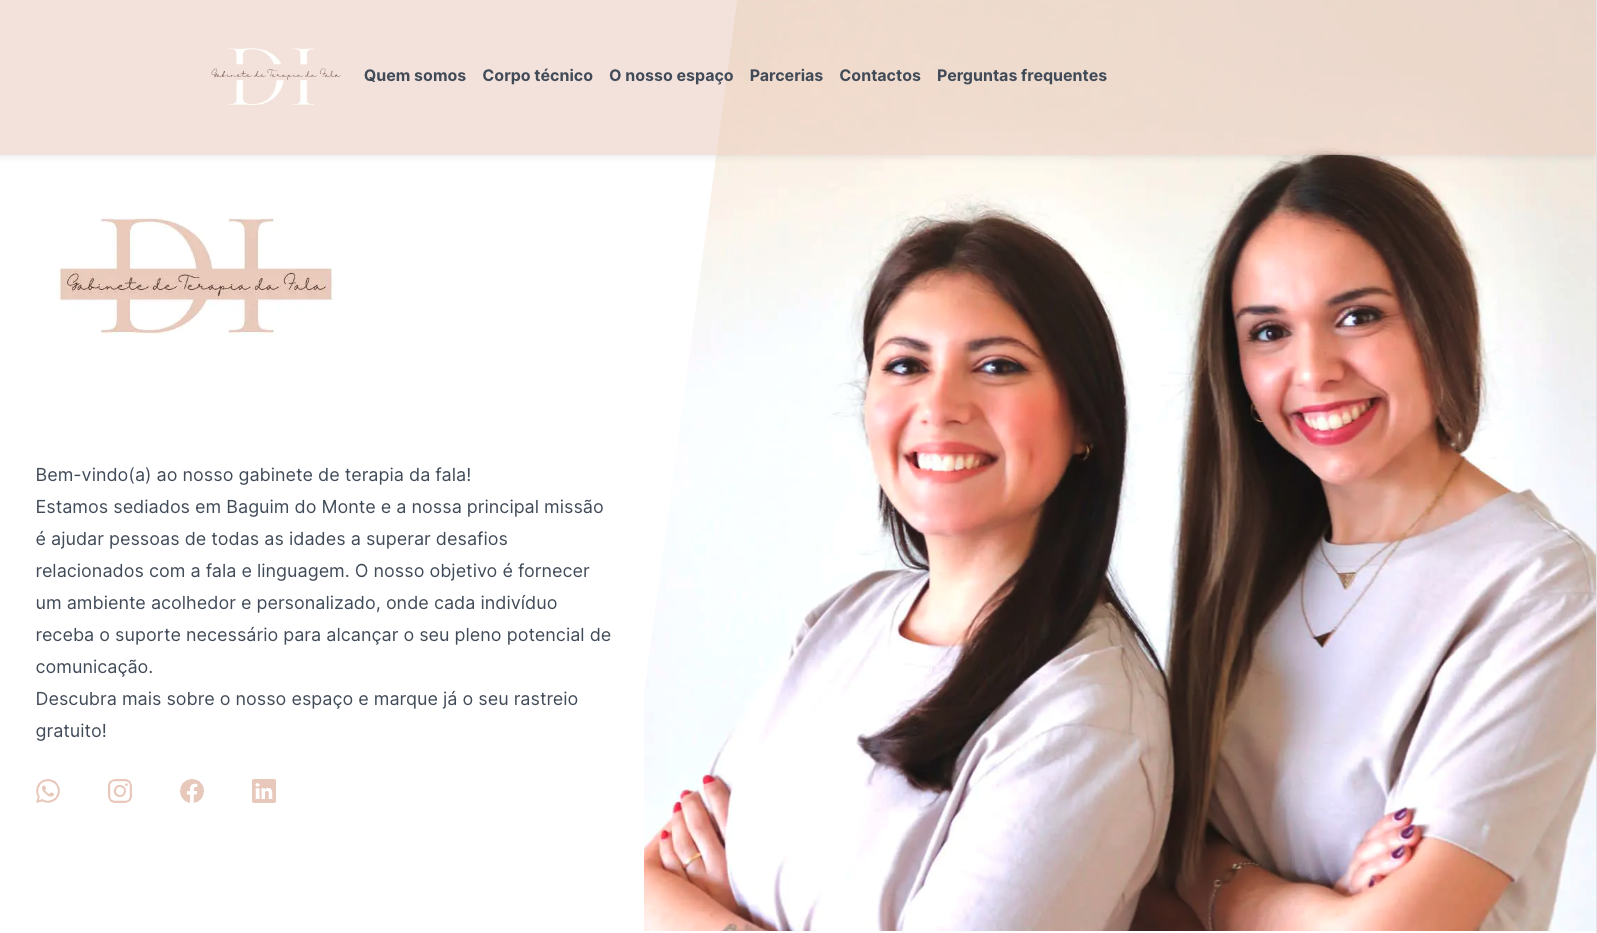 DI
Gabinete de Terapia da Fala
Quem somos Corpo técnico O nosso espaço Parcerias Contactos Perguntas frequentes
DI
Gabinete de Terapia da Fala
Bem-vindo(a) ao nosso gabinete de terapia da fala!
Estamos sediados em Baguim do Monte e a nossa principal missão
é ajudar pessoas de todas as idades a superar desafios
relacionados com a fala e linguagem. O nosso objetivo é fornecer
um ambiente acolhedor e personalizado, onde cada indivíduo
receba o suporte necessário para alcançar o seu pleno potencial de
comunicação.
Descubra mais sobre o nosso espaço e marque já o seu rastreio
gratuito!